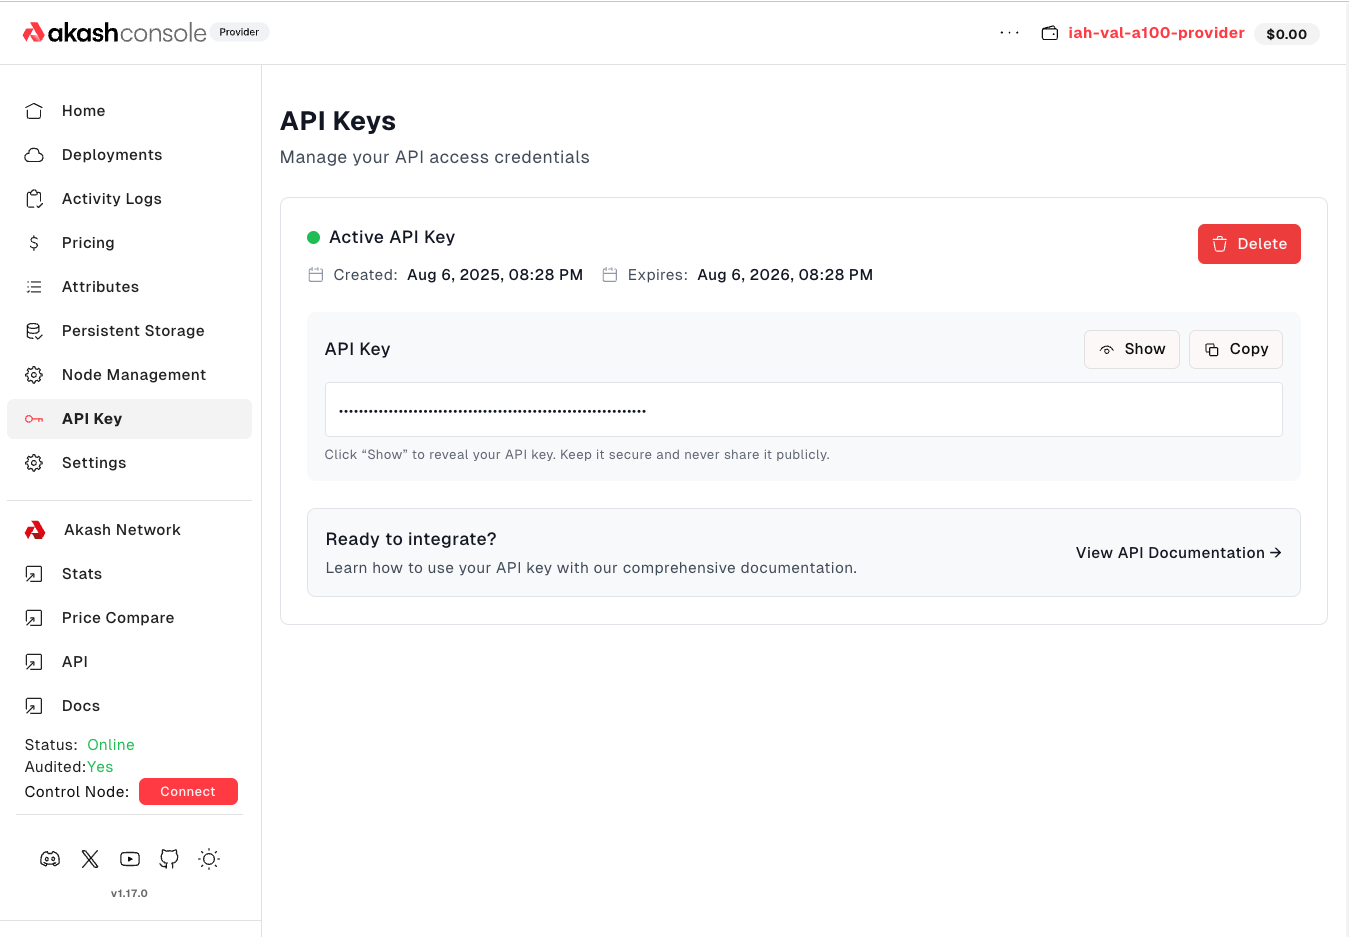 akashconsole Provider
··· iah-val-a100-provider $0.00
Home
Deployments
Activity Logs
Pricing
Attributes
Persistent Storage
Node Management
API Key
Settings
Akash Network
Stats
Price Compare
API
Docs
Status: Online
Audited:Yes
Control Node: Connect
v1.17.0
API Keys
Manage your API access credentials
Active API Key
Delete
Created: Aug 6, 2025, 08:28 PM Expires: Aug 6, 2026, 08:28 PM
API Key
Show Copy
Click “Show” to reveal your API key. Keep it secure and never share it publicly.
Ready to integrate?
Learn how to use your API key with our comprehensive documentation.
View API Documentation →